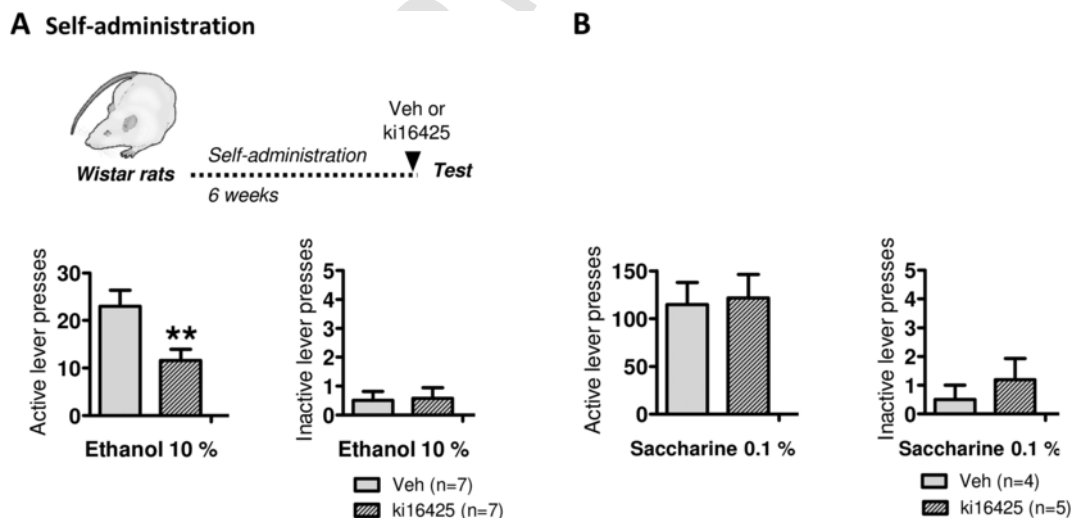 A Self-administration
Veh or
ki16425
Self-administration
Wistar rats
Test
6 weeks
Active lever presses
30
20
10
0
**
Ethanol 10 %
Inactive lever presses
5
4
3
2
1
0
Ethanol 10 %
Veh (n=7)
ki16425 (n=7)
B
Active lever presses
150
100
50
0
Saccharine 0.1 %
Inactive lever presses
5
4
3
2
1
0
Saccharine 0.1 %
Veh (n=4)
ki16425 (n=5)